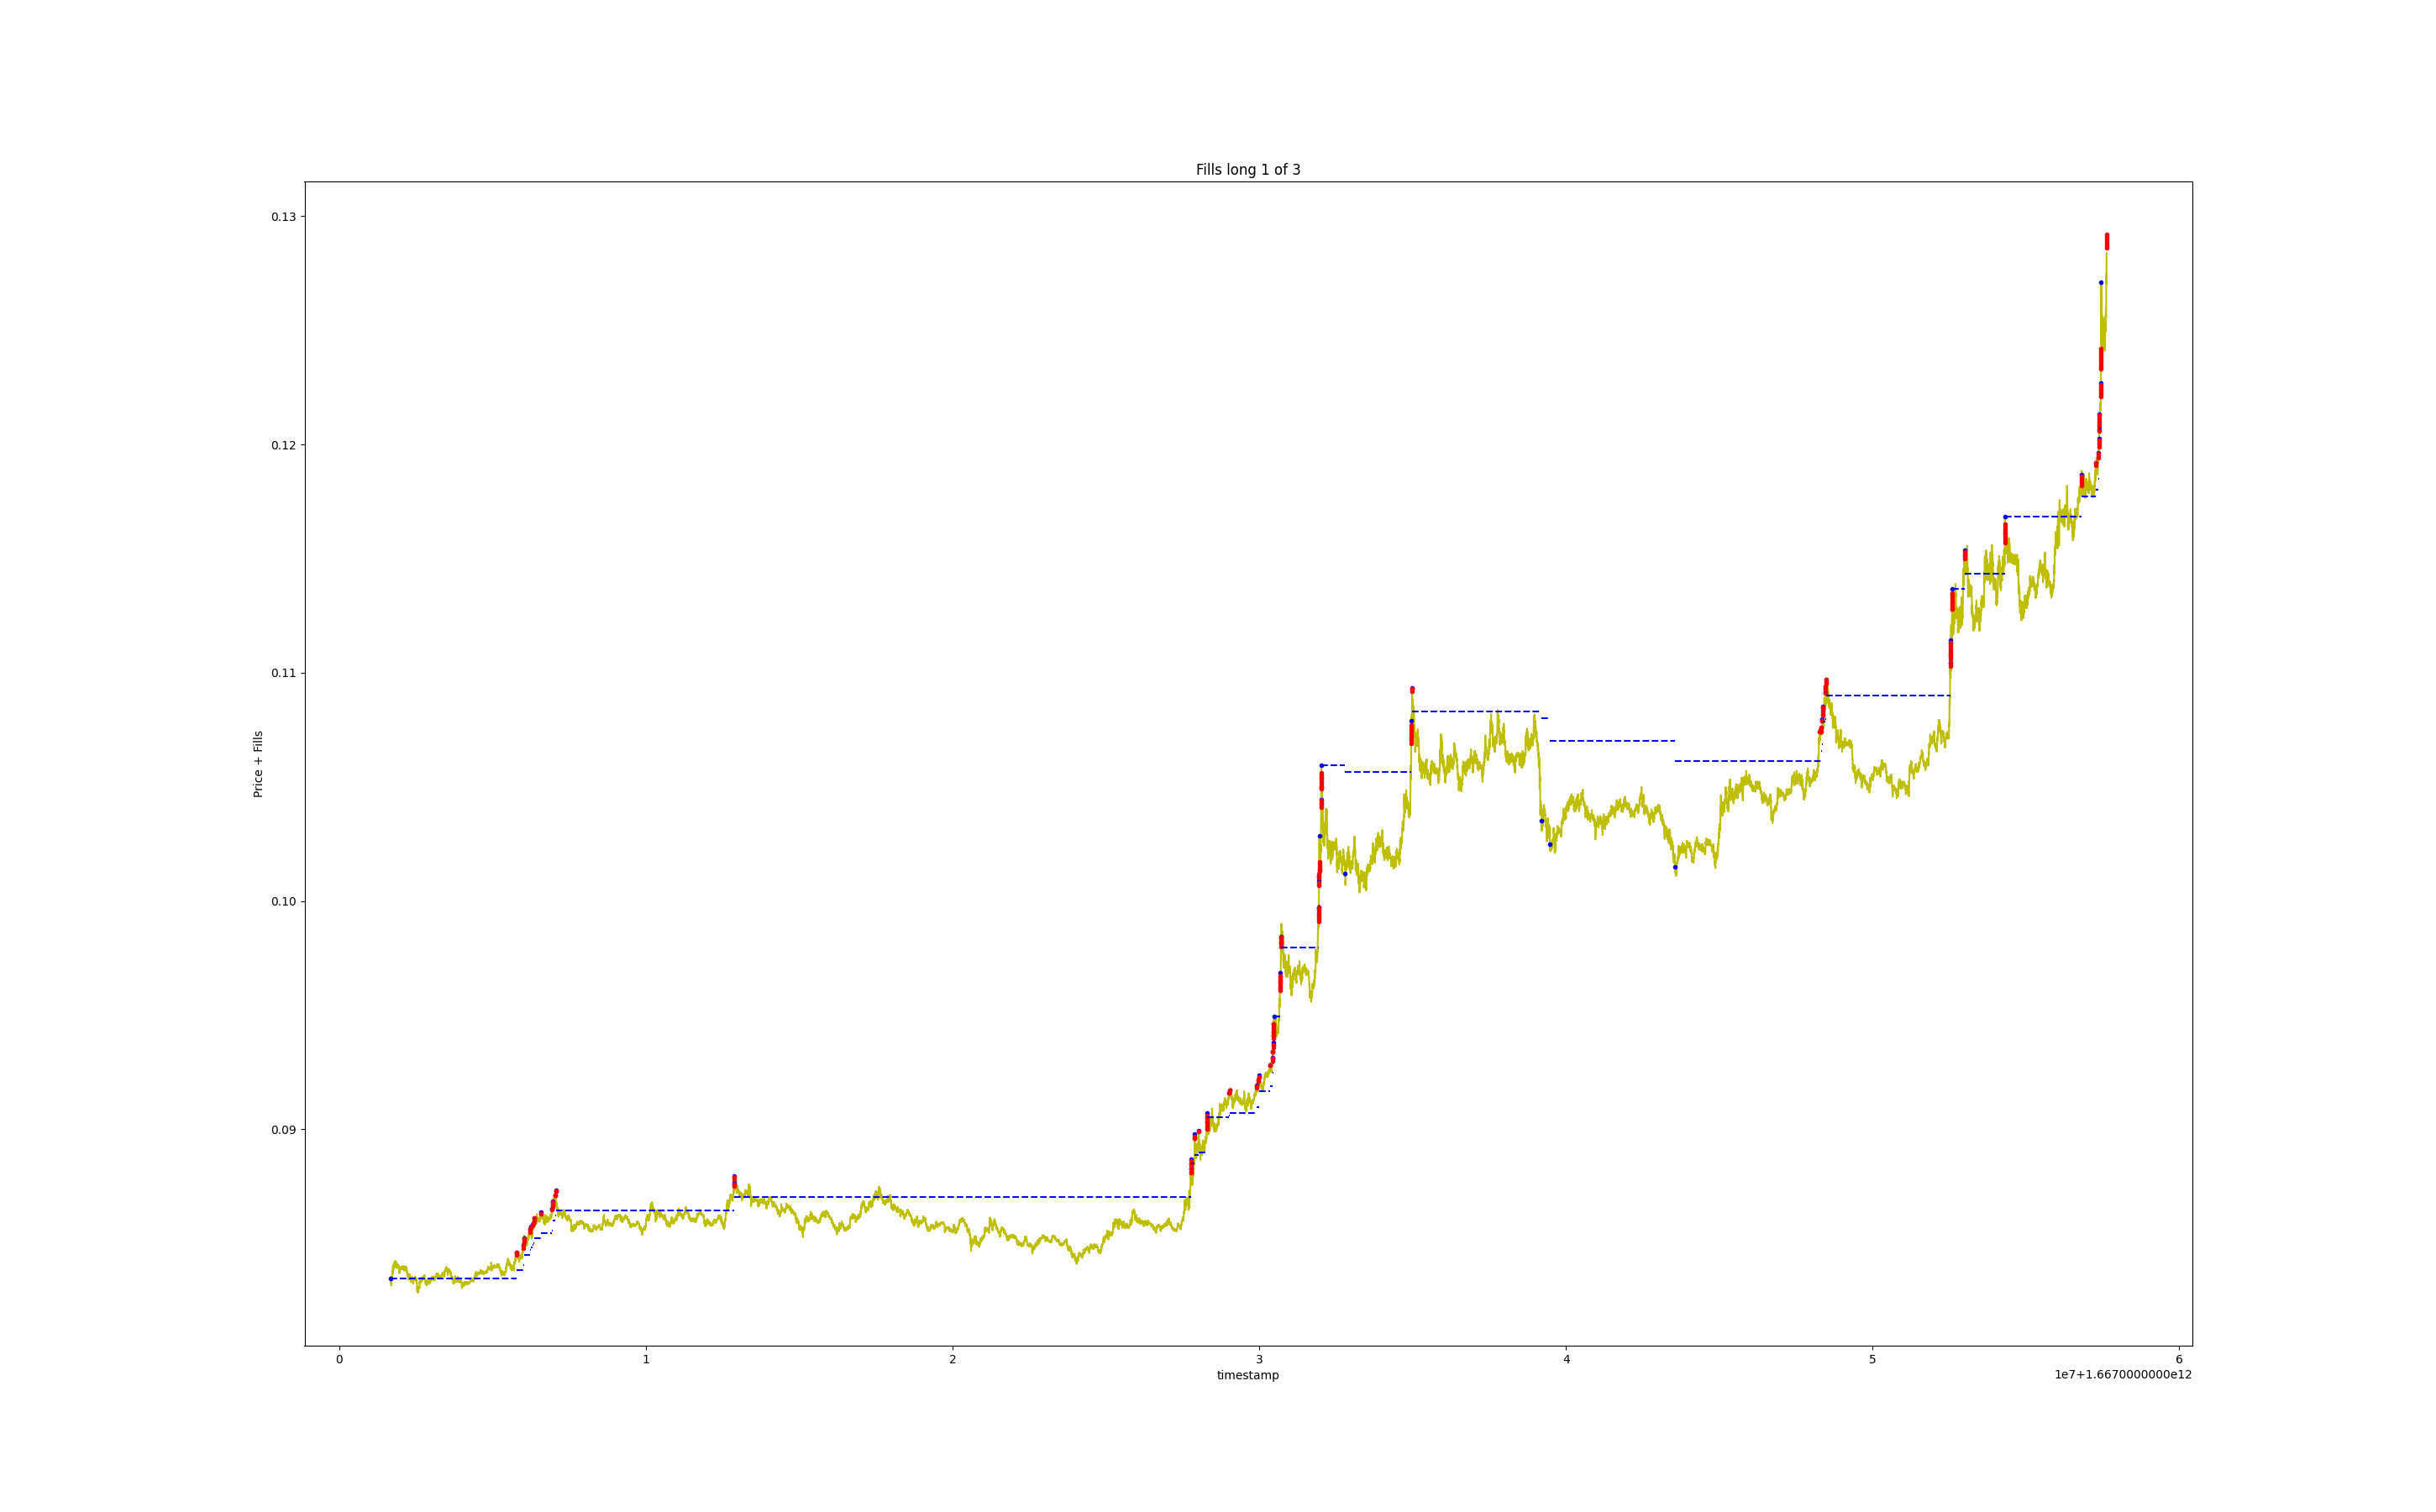 Fills long 1 of 3
0.13
0.12
0.11
0.10
0.09
Price + Fills
0 1 2 3 4 5 6
timestamp
1e7+1.6670000000e12